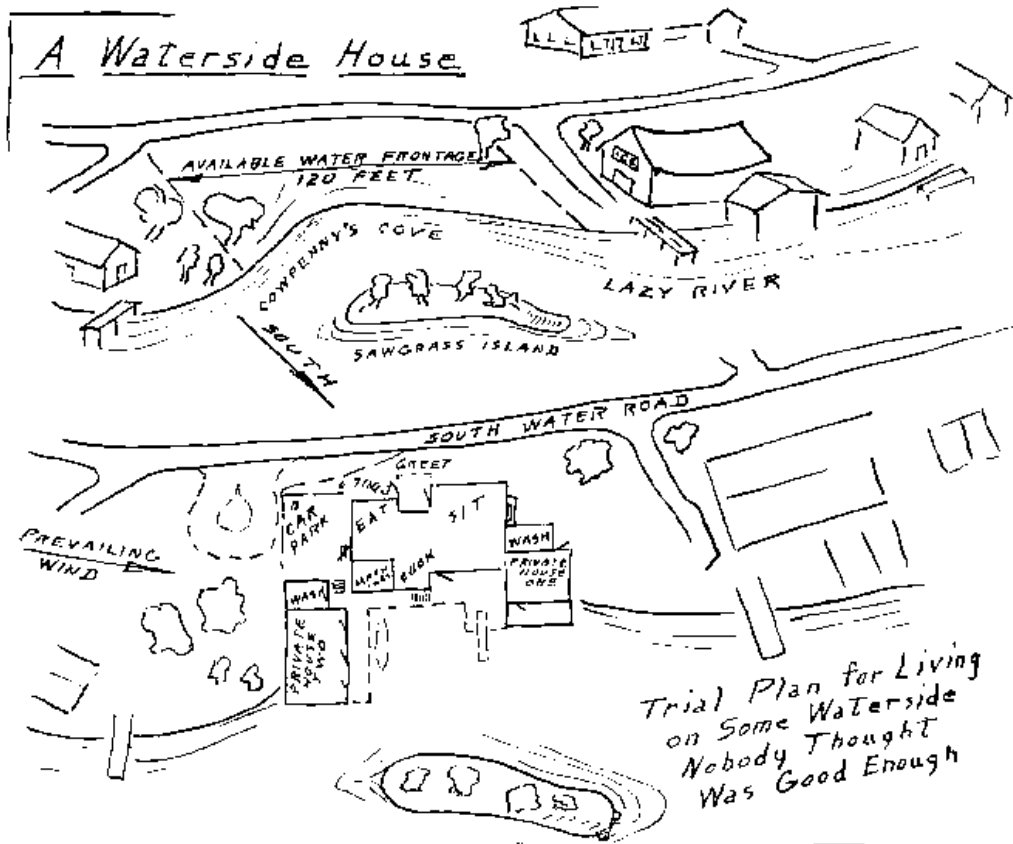 A Waterside House
AVAILABLE WATER FRONTAGE
120 FEET
COWPENNY'S COVE
LAZY RIVER
SAWGRASS ISLAND
SOUTH
SOUTH WATER ROAD
GREET
CAR
PARK
EAT
SIT
WASH
PRIVATE
HOUSE
ONE
PREVAILING
WIND
WASH
PRIVATE
HOUSE
TWO
Trial Plan for Living
on Some Waterside
Nobody Thought
Was Good Enough